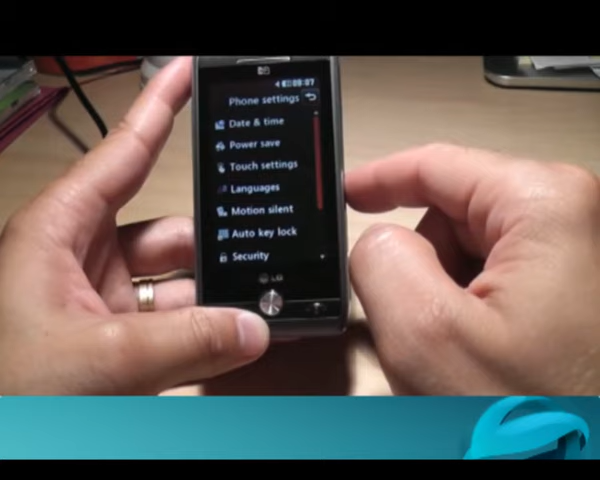 09:07
Phone settings
Date & time
Power save
Touch settings
Languages
Motion silent
Auto key lock
Security
LG